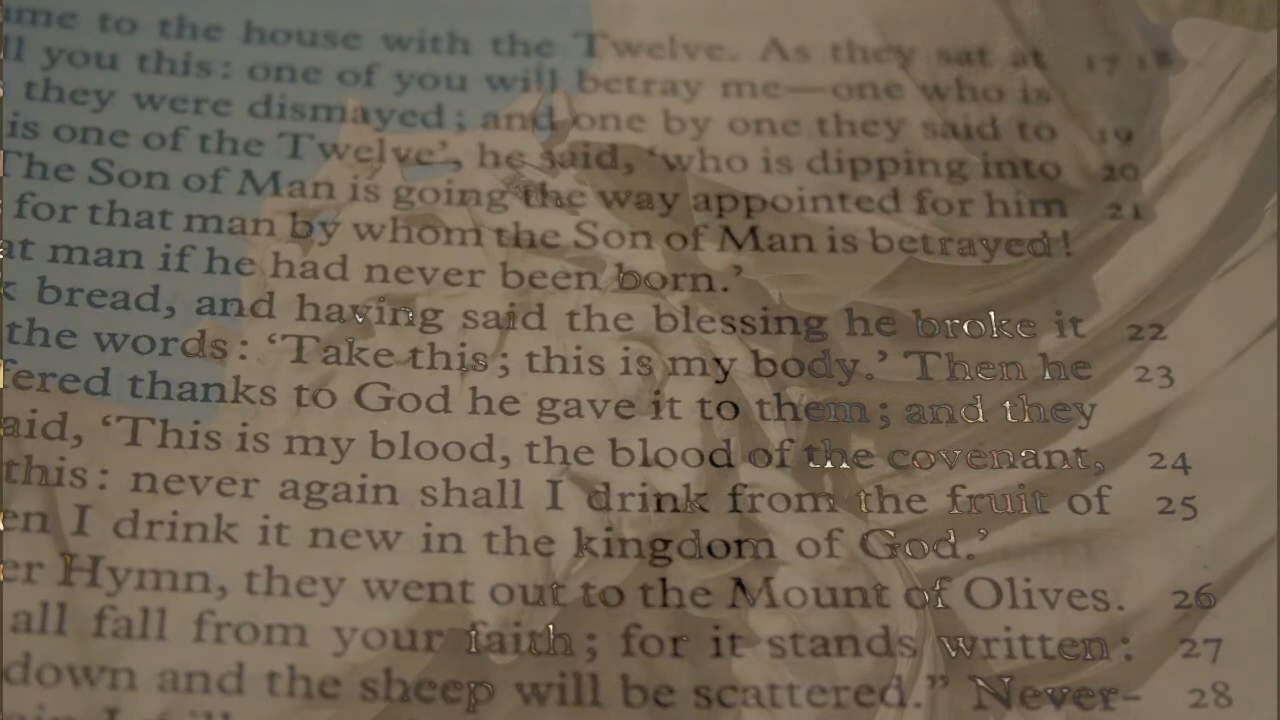 ame to the house with the Twelve. As they sat at 17 18
ll you this: one of you will betray me—one who is
they were dismayed; and one by one they said to 19
is one of the Twelve', he said, 'who is dipping into 20
The Son of Man is going the way appointed for him 21
for that man by whom the Son of Man is betrayed!
at man if he had never been born.'
k bread, and having said the blessing he broke it 22
the words: 'Take this; this is my body.' Then he 23
fered thanks to God he gave it to them; and they
aid, 'This is my blood, the blood of the covenant, 24
this: never again shall I drink from the fruit of 25
en I drink it new in the kingdom of God.'
er Hymn, they went out to the Mount of Olives. 26
all fall from your faith; for it stands written: 27
down and the sheep will be scattered." Never- 28